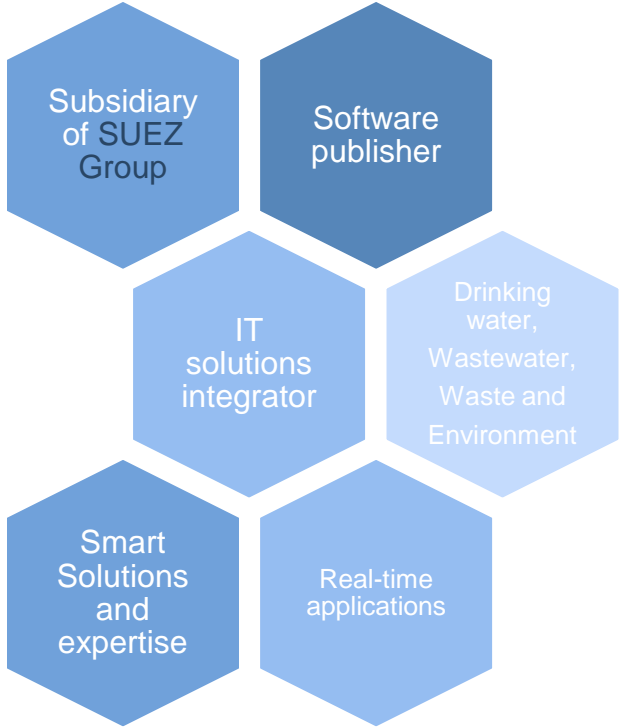 Subsidiary
of SUEZ
Group
Software
publisher
IT
solutions
integrator
Drinking
water,
Wastewater,
Waste and
Environment
Smart
Solutions
and
expertise
Real-time
applications